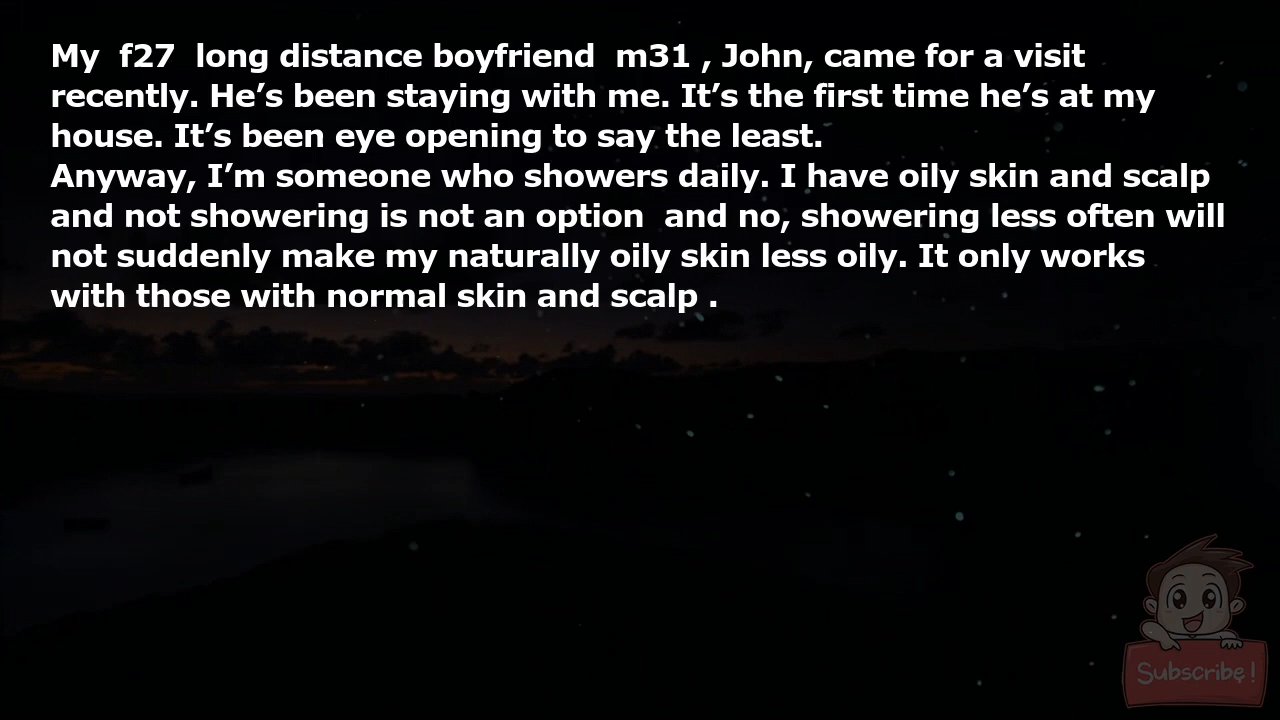 My  f27  long distance boyfriend  m31 , John, came for a visit
recently. He’s been staying with me. It’s the first time he’s at my
house. It’s been eye opening to say the least.
Anyway, I’m someone who showers daily. I have oily skin and scalp
and not showering is not an option  and no, showering less often will
not suddenly make my naturally oily skin less oily. It only works
with those with normal skin and scalp .
Subscribe!